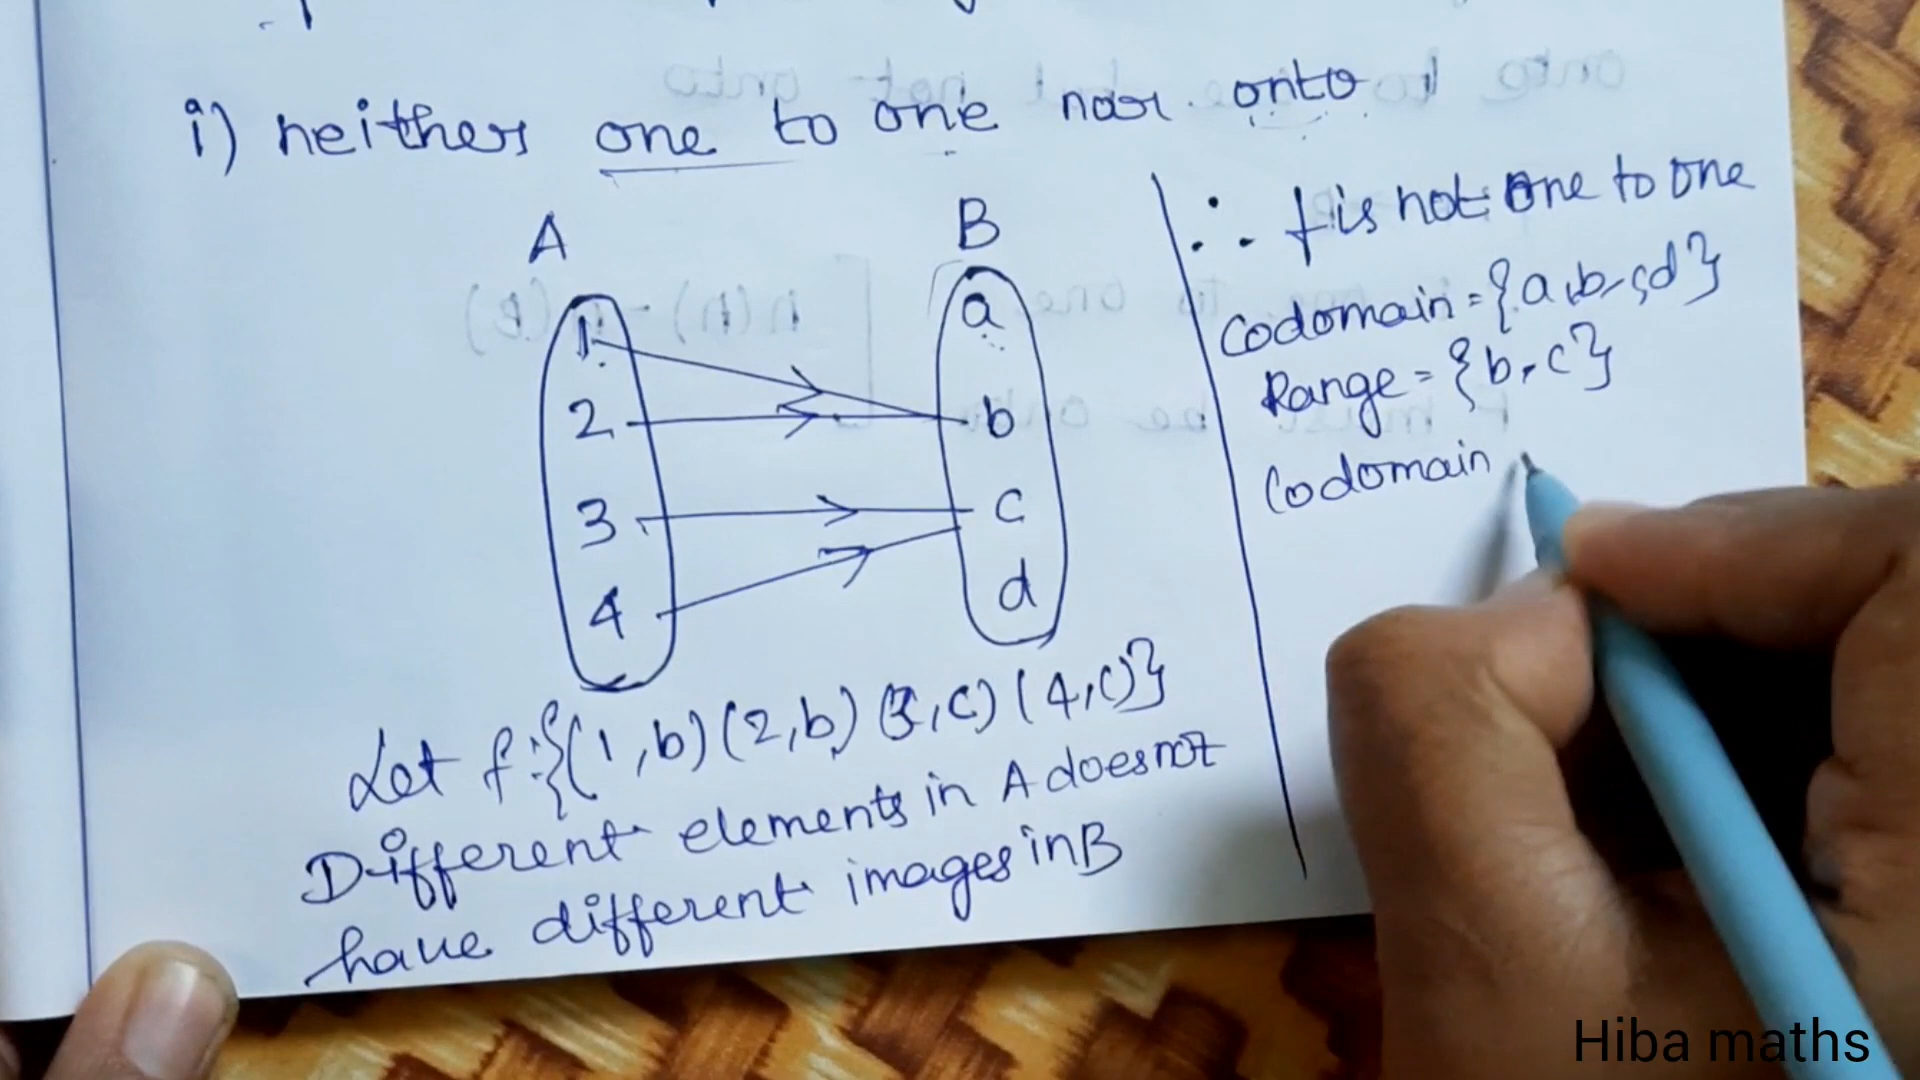 i) neither one to one nor onto
A
B
1
2
3
4
a
b
c
d
Let f:{(1,b)(2,b)(3,c)(4,c)}
Different elements in A does not
have different images in B
∴ f is not one to one
Codomain = {a,b,c,d}
Range = {b,c}
Codomain
Hiba maths